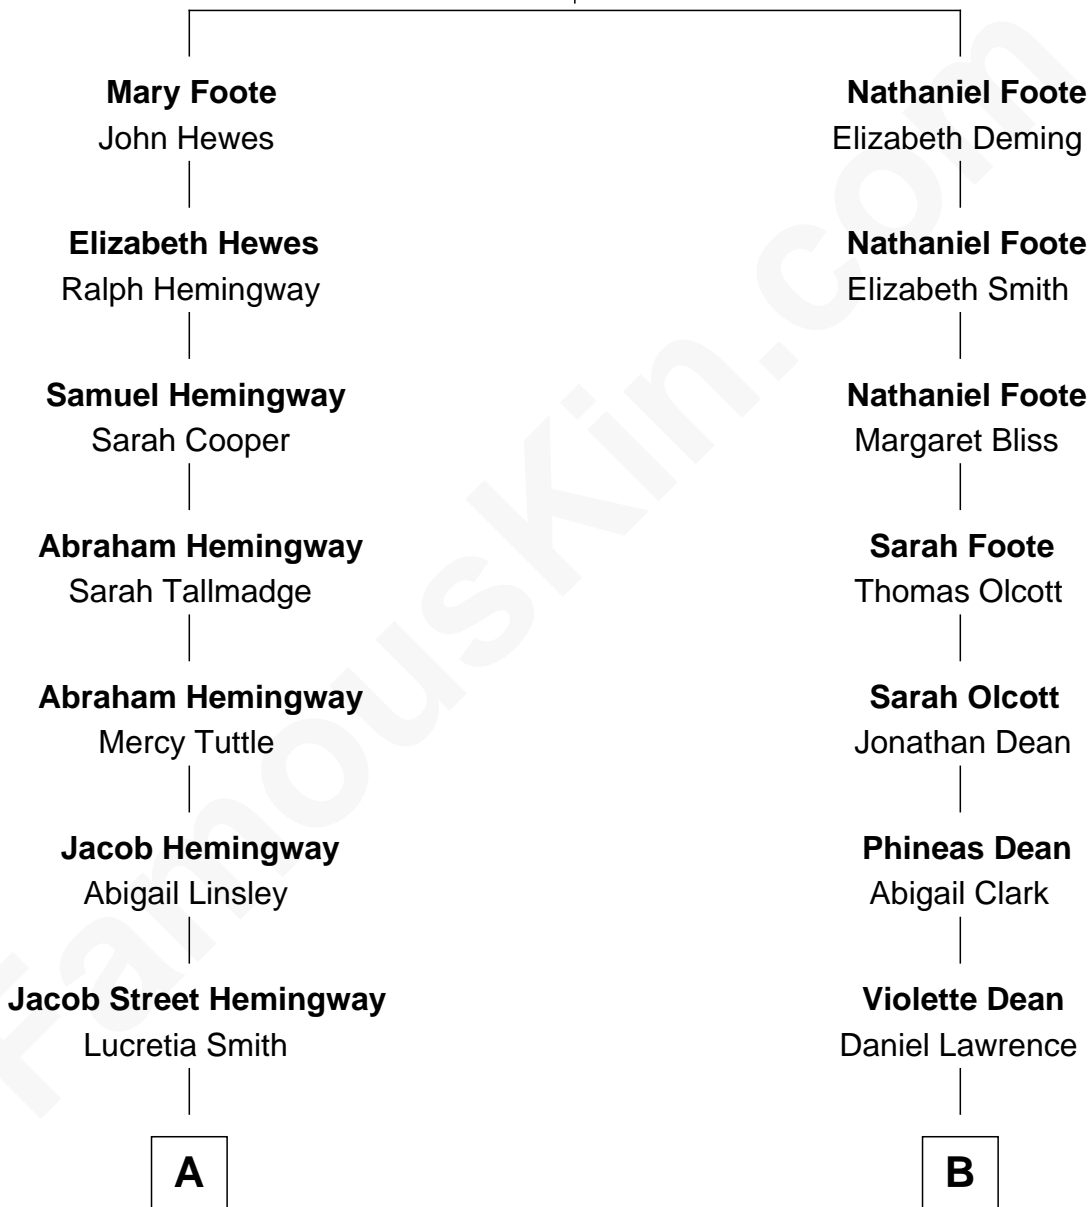 Mary Foote
John Hewes
Nathaniel Foote
Elizabeth Deming
Elizabeth Hewes
Ralph Hemingway
Nathaniel Foote
Elizabeth Smith
Samuel Hemingway
Sarah Cooper
Nathaniel Foote
Margaret Bliss
Abraham Hemingway
Sarah Tallmadge
Sarah Foote
Thomas Olcott
Abraham Hemingway
Mercy Tuttle
Sarah Olcott
Jonathan Dean
Jacob Hemingway
Abigail Linsley
Phineas Dean
Abigail Clark
Jacob Street Hemingway
Lucretia Smith
Violette Dean
Daniel Lawrence
A
B
FamousKin.com